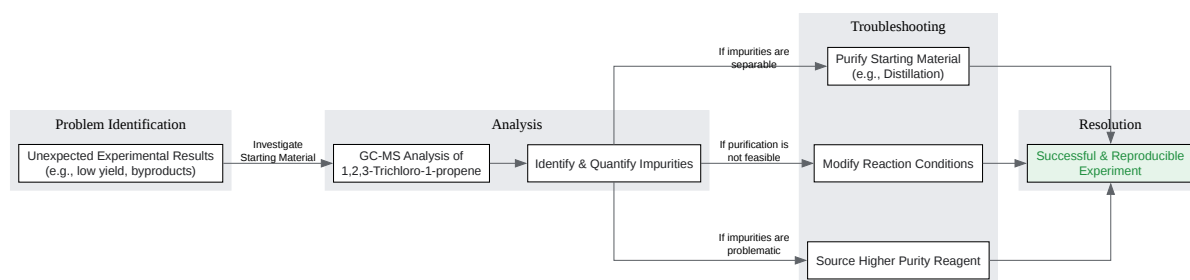 Troubleshooting
If impurities are
separable
Purify Starting Material
(e.g., Distillation)
Problem Identification
Analysis
Resolution
Unexpected Experimental Results
(e.g., low yield, byproducts)
Investigate
Starting Material
GC-MS Analysis of
1,2,3-Trichloro-1-propene
Identify & Quantify Impurities
If purification is
not feasible
Modify Reaction Conditions
Successful & Reproducible
Experiment
If impurities are
problematic
Source Higher Purity Reagent